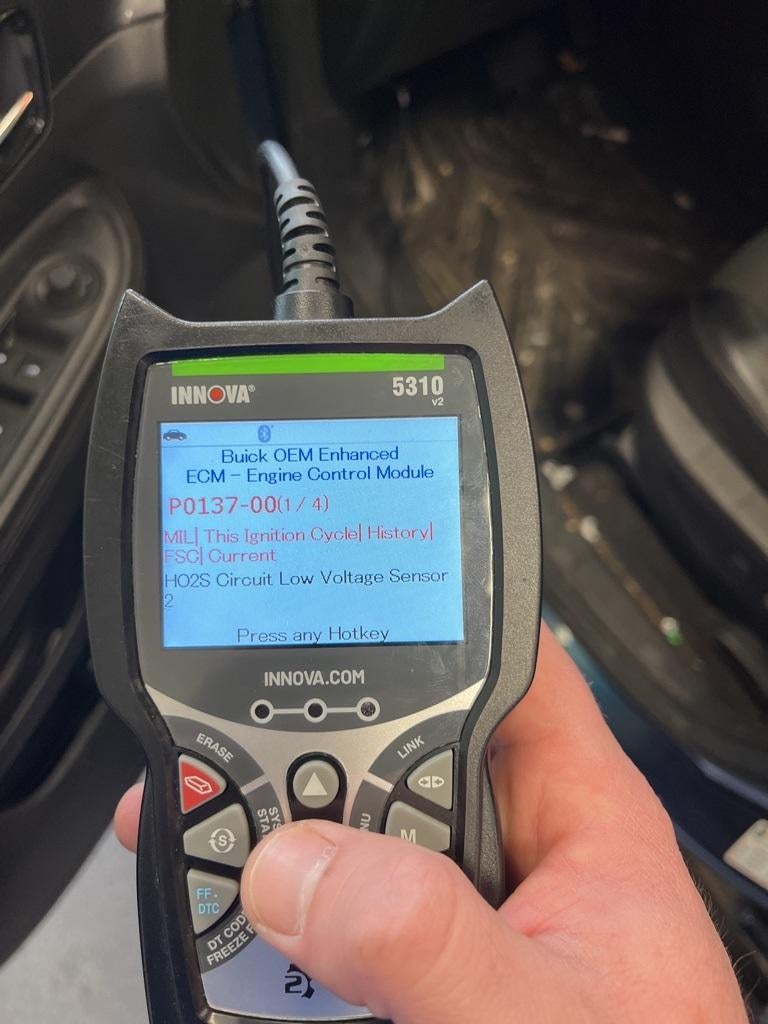 INNOVA®
5310
v2
Buick OEM Enhanced
ECM - Engine Control Module
P0137-00(1 / 4)
MIL| This Ignition Cycle| History|
FSC| Current
HO2S Circuit Low Voltage Sensor
2
Press any Hotkey
INNOVA.COM
ERASE
LINK
S
M
FF-
DTC
2